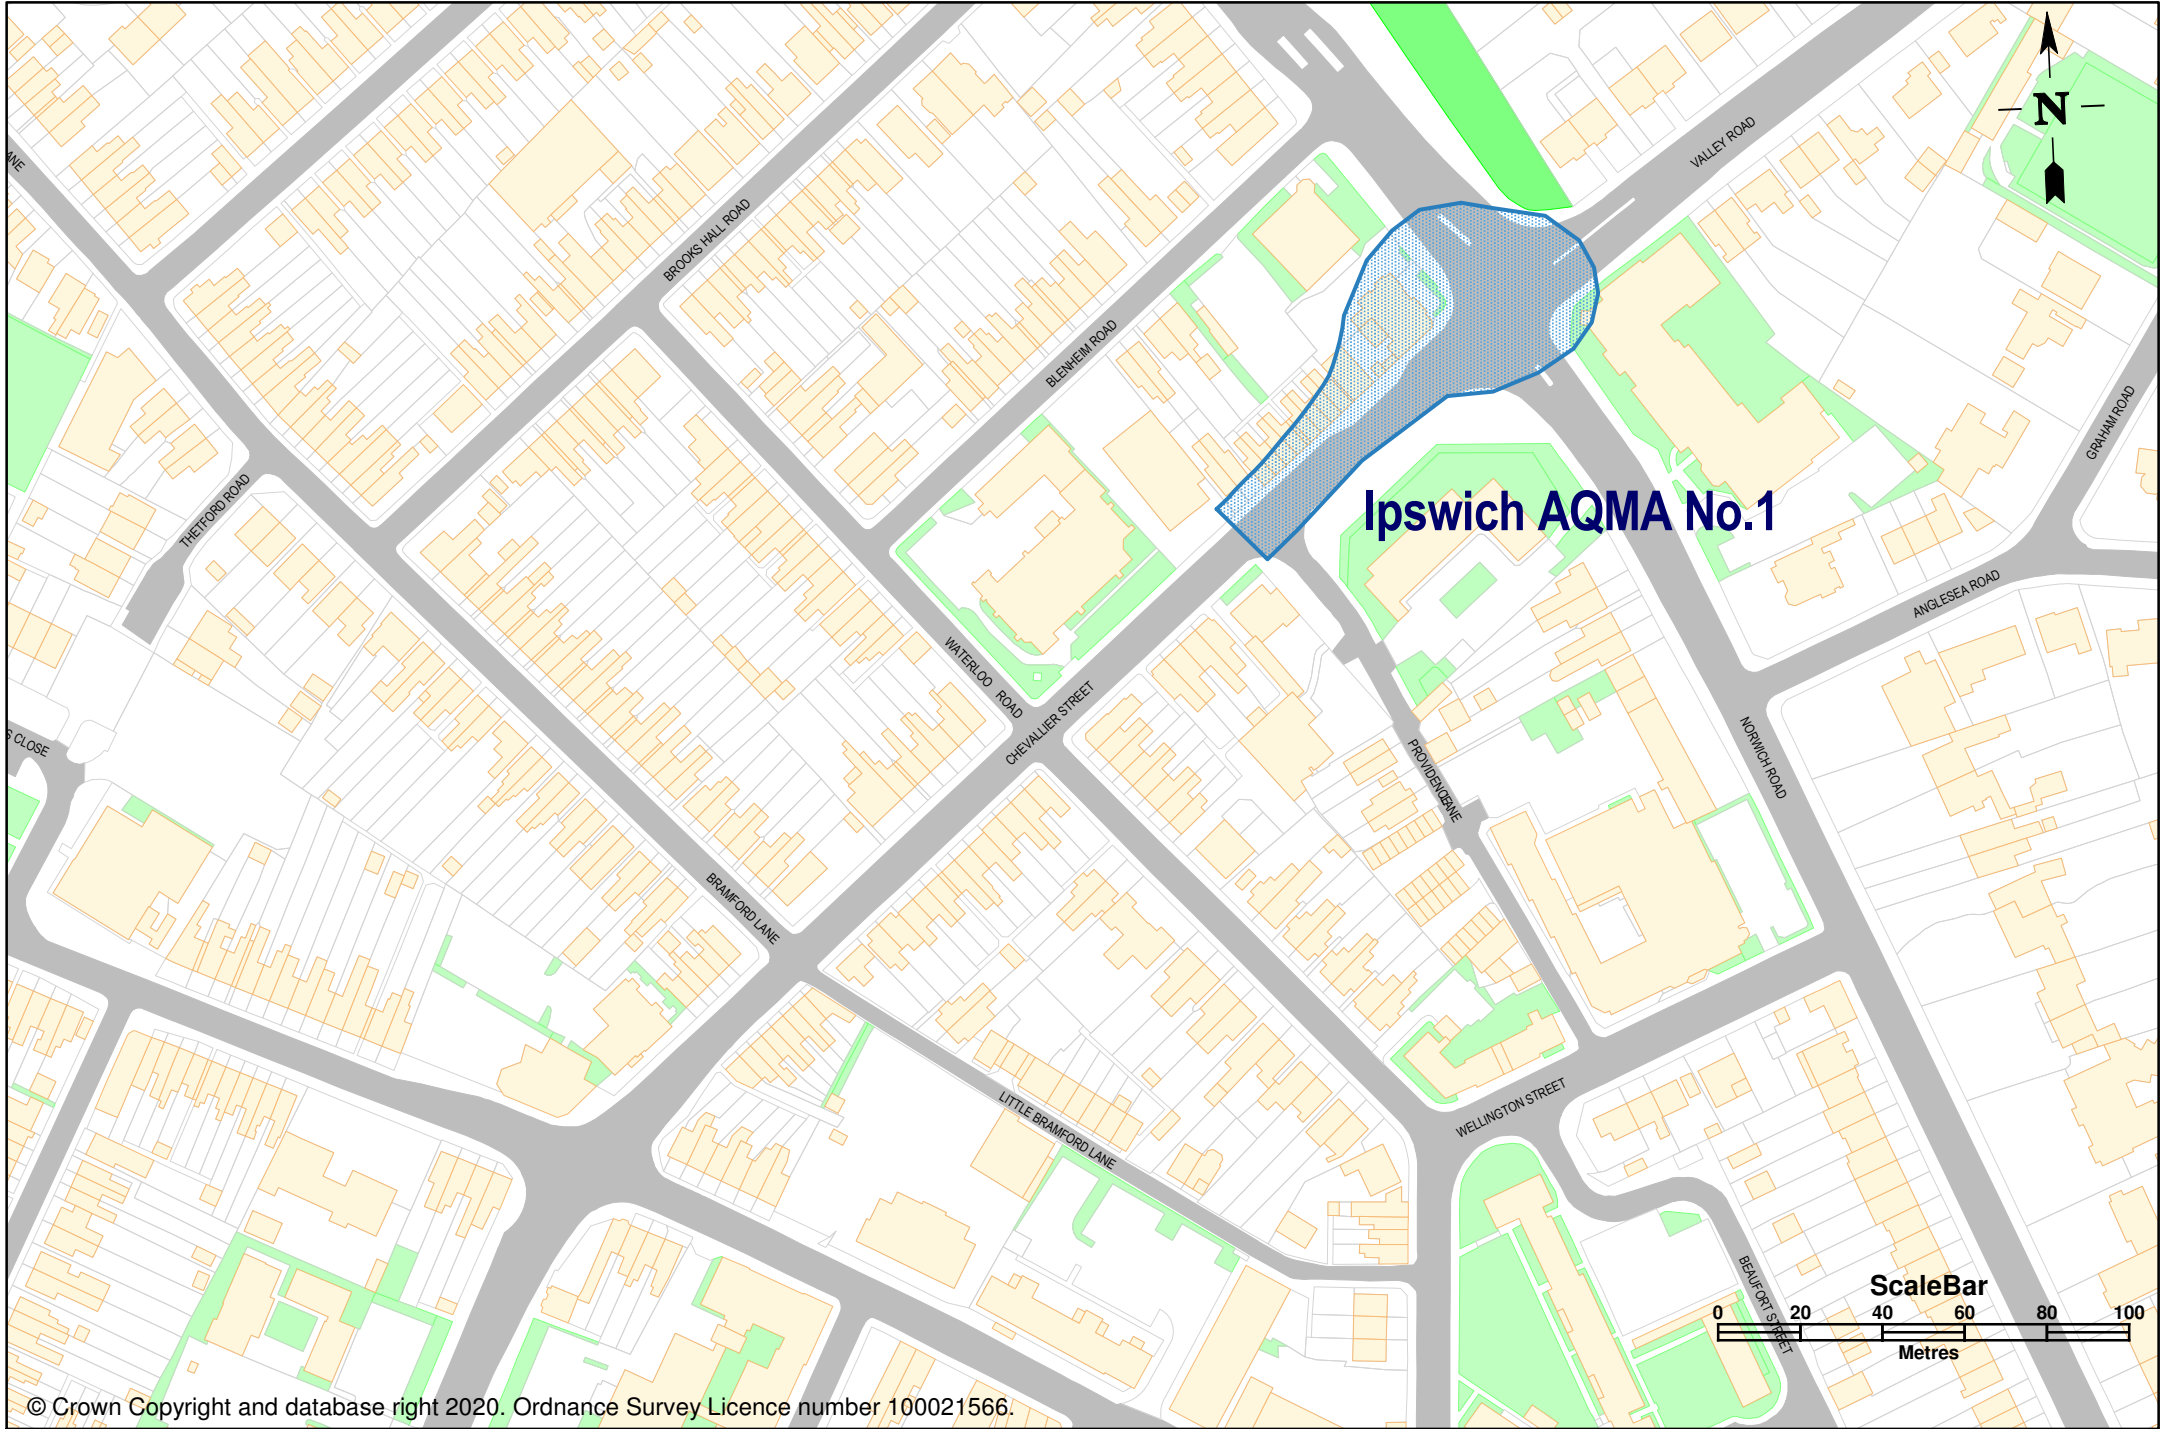 N
VALLEY ROAD
ANE
BROOKS HALL ROAD
BLENHEIM ROAD
GRAHAM ROAD
THETFORD ROAD
Ipswich AQMA No.1
ANGLESEA ROAD
WATERLOO ROAD
CHEVALLIER STREET
S CLOSE
NORWICH ROAD
PROVIDENCE LANE
BRAMFORD LANE
LITTLE BRAMFORD LANE
WELLINGTON STREET
BEAUFORT STREET
ScaleBar
0 20 40 60 80 100
Metres
© Crown Copyright and database right 2020. Ordnance Survey Licence number 100021566.